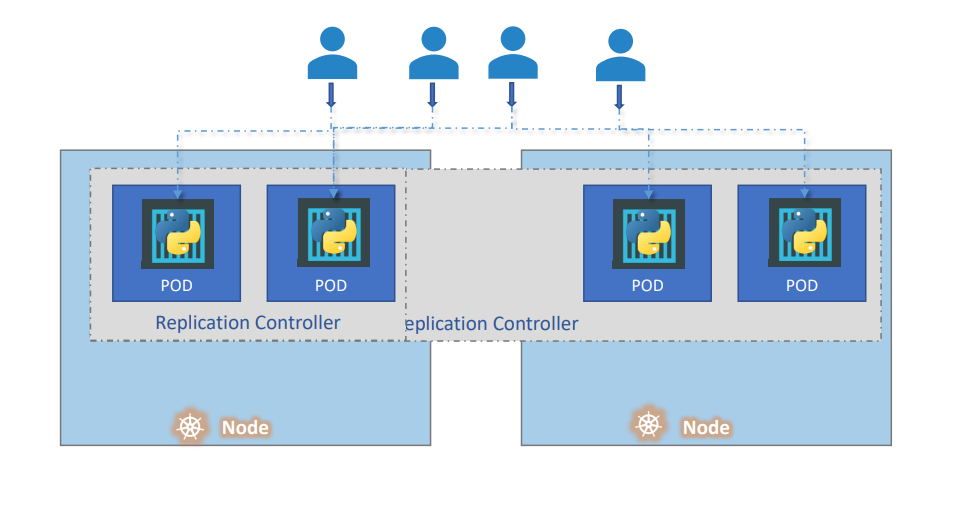 POD
POD
POD
POD
Replication Controller
eplication Controller
Node
Node